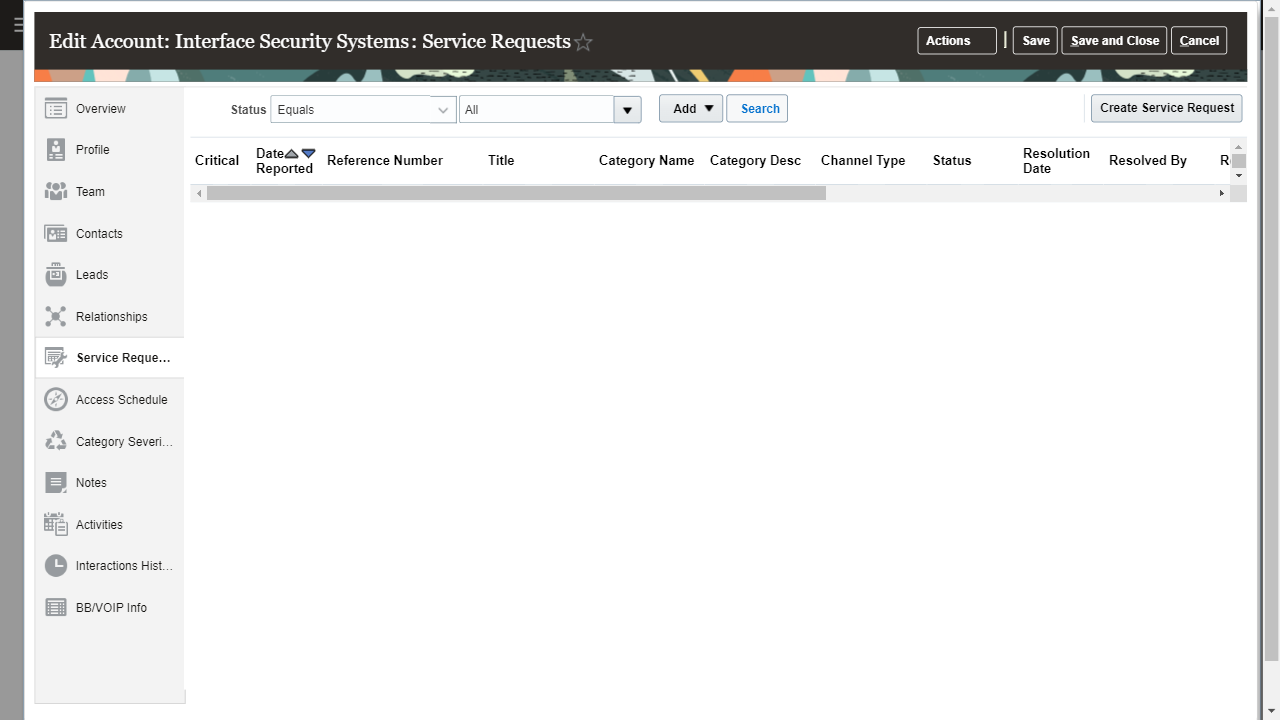 Edit Account: Interface Security Systems: Service Requests
Actions
Save
Save and Close
Cancel
Overview
Profile
Team
Contacts
Leads
Relationships
Service Reque...
Access Schedule
Category Severi...
Notes
Activities
Interactions Hist...
BB/VOIP Info
Status
Equals
All
Add
Search
Create Service Request
Critical
Date
Reported
Reference Number
Title
Category Name
Category Desc
Channel Type
Status
Resolution
Date
Resolved By